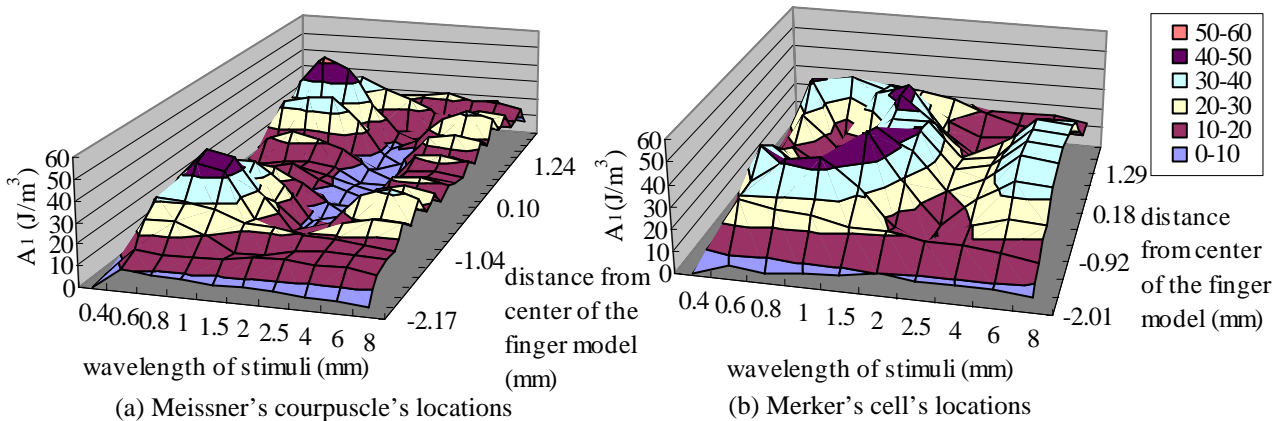 60
50
40
30
20
10
0
A1 (J/m³)
0.4 0.6 0.8 1 1.5 2 2.5 4 6 8
wavelength of stimuli (mm)
1.24
0.10
-1.04
-2.17
distance from
center of the
finger model
(mm)
(a) Meissner's courpuscle's locations
60
50
40
30
20
10
0
A1 (J/m³)
0.4 0.6 0.8 1 1.5 2 2.5 4 6 8
wavelength of stimuli (mm)
1.29
0.18
-0.92
-2.01
distance
from center
of the finger
model (mm)
(b) Merker's cell's locations
50-60
40-50
30-40
20-30
10-20
0-10